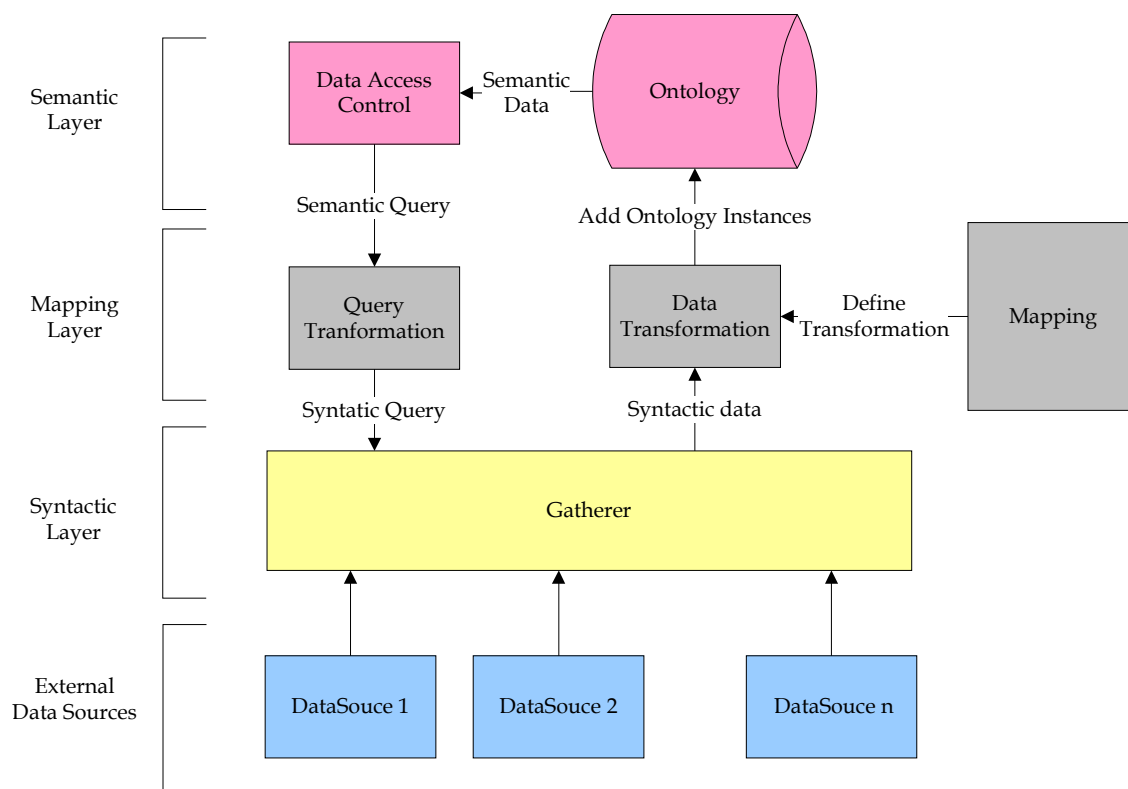 Semantic
Layer
Data Access
Control
Semantic
Data
Ontology
Semantic Query
Add Ontology Instances
Mapping
Layer
Query
Tranformation
Data
Transformation
Define
Transformation
Mapping
Syntatic Query
Syntactic data
Syntactic
Layer
Gatherer
External
Data Sources
DataSouce 1
DataSouce 2
DataSouce n